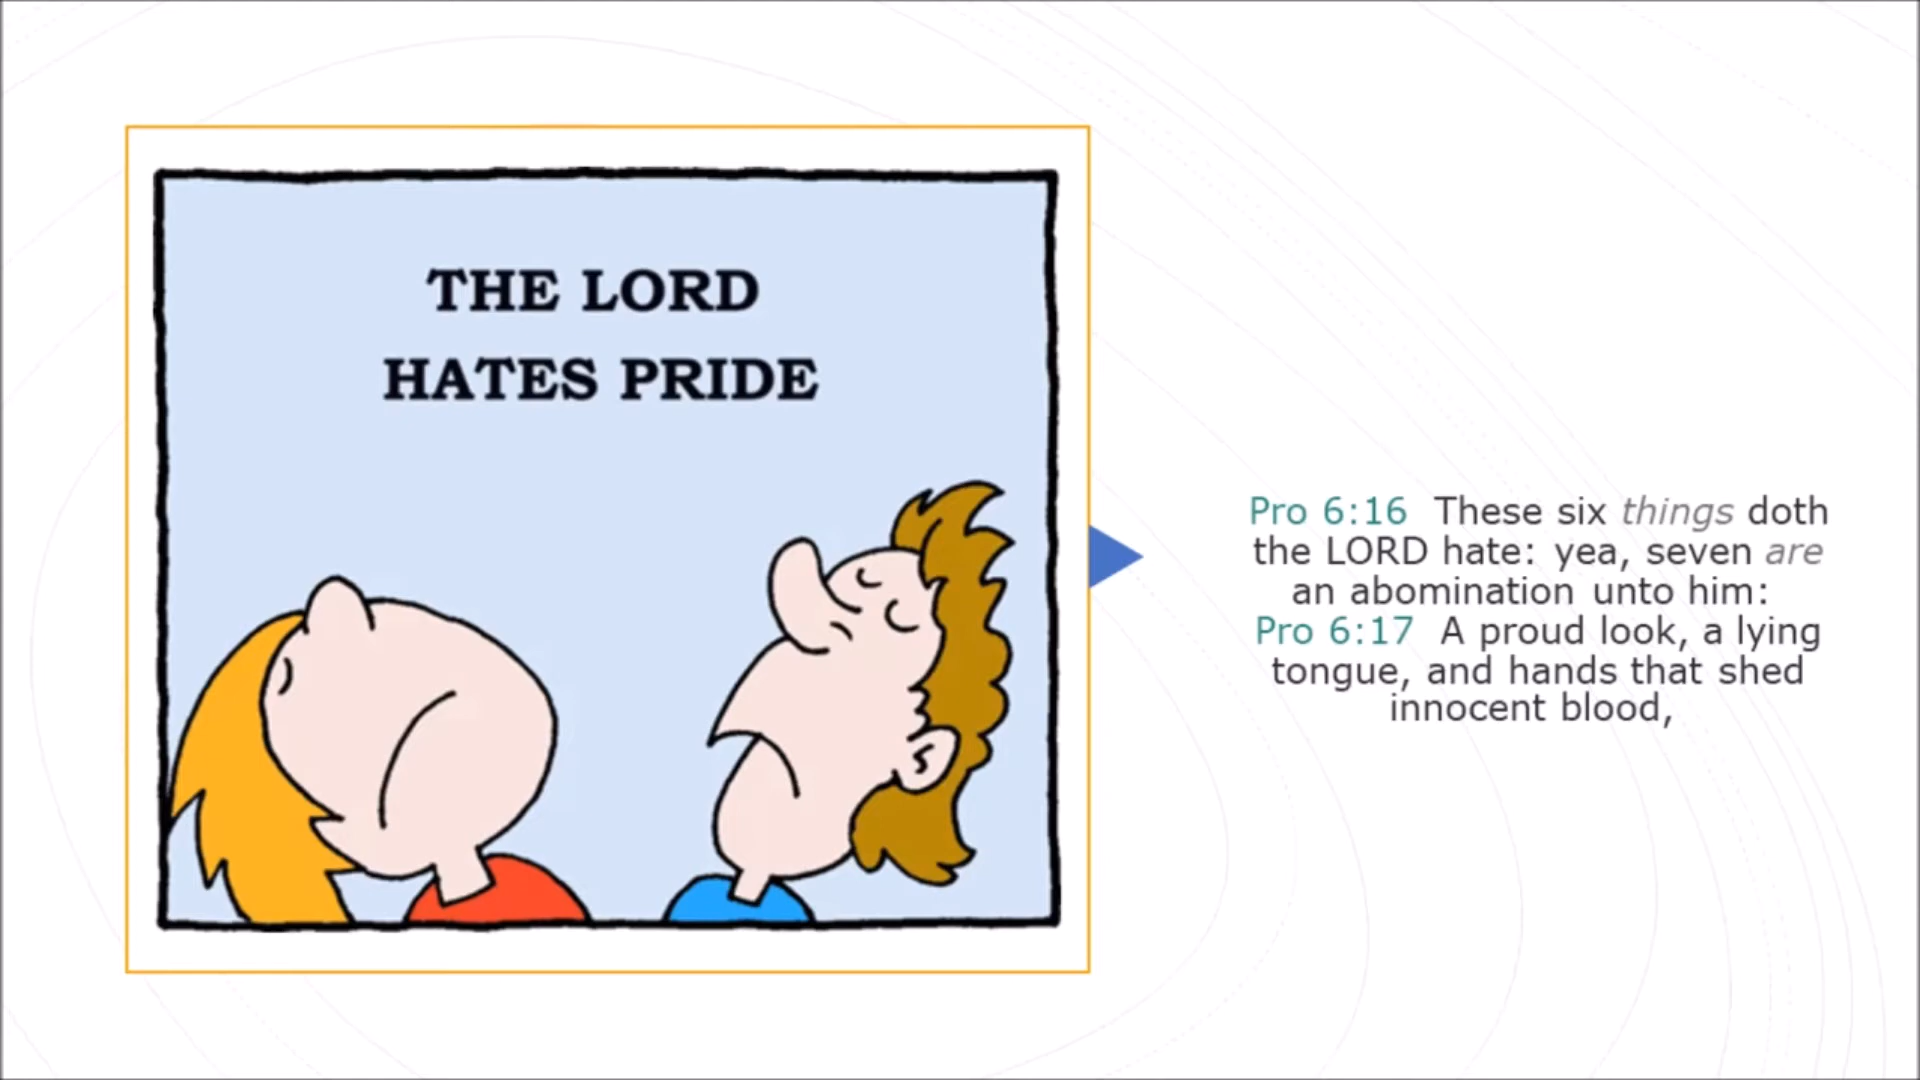 THE LORD
HATES PRIDE
Pro 6:16 These six things doth
the LORD hate: yea, seven are
an abomination unto him:
Pro 6:17 A proud look, a lying
tongue, and hands that shed
innocent blood,